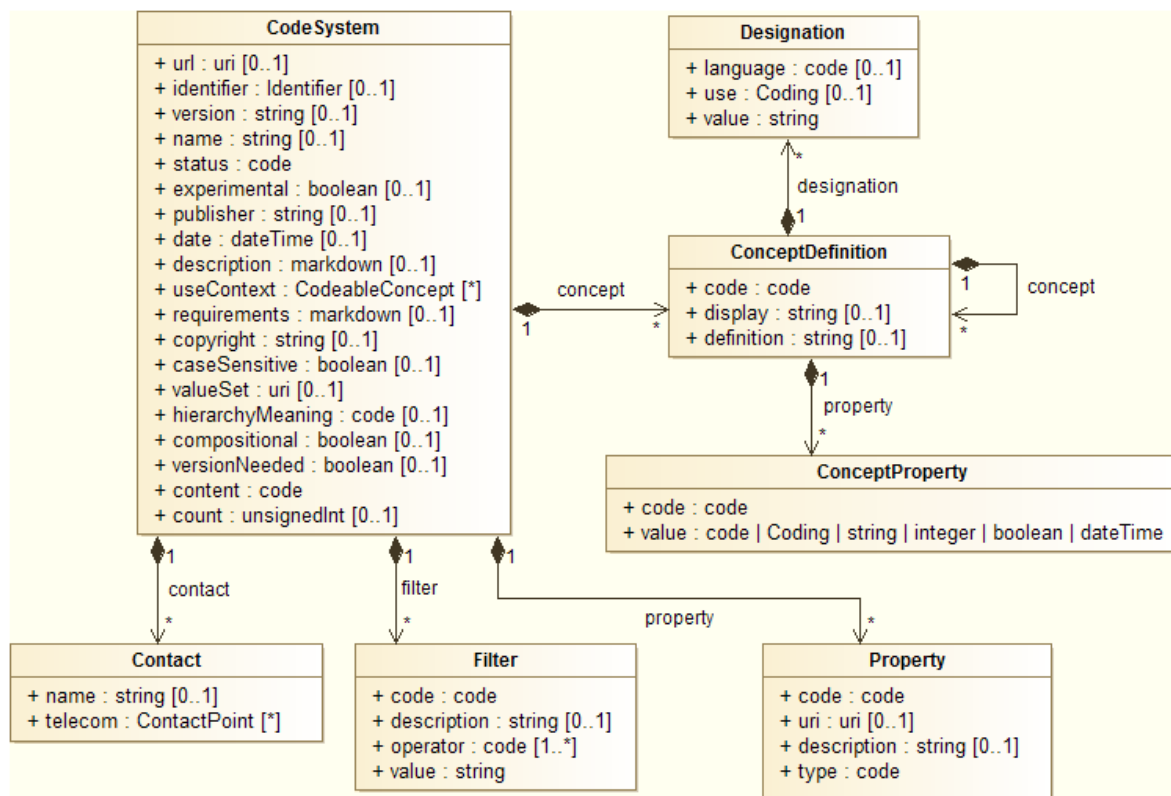 CodeSystem
+ url : uri [0..1]
+ identifier : Identifier [0..1]
+ version : string [0..1]
+ name : string [0..1]
+ status : code
+ experimental : boolean [0..1]
+ publisher : string [0..1]
+ date : dateTime [0..1]
+ description : markdown [0..1]
+ useContext : CodeableConcept [*]
+ requirements : markdown [0..1]
+ copyright : string [0..1]
+ caseSensitive : boolean [0..1]
+ valueSet : uri [0..1]
+ hierarchyMeaning : code [0..1]
+ compositional : boolean [0..1]
+ versionNeeded : boolean [0..1]
+ content : code
+ count : unsignedInt [0..1]
Designation
+ language : code [0..1]
+ use : Coding [0..1]
+ value : string
*
designation
1
concept
1
*
ConceptDefinition
+ code : code
+ display : string [0..1]
+ definition : string [0..1]
1
concept
*
1
property
*
ConceptProperty
+ code : code
+ value : code | Coding | string | integer | boolean | dateTime
1
contact
*
1
filter
*
1
property
*
Contact
+ name : string [0..1]
+ telecom : ContactPoint [*]
Filter
+ code : code
+ description : string [0..1]
+ operator : code [1..*]
+ value : string
Property
+ code : code
+ uri : uri [0..1]
+ description : string [0..1]
+ type : code